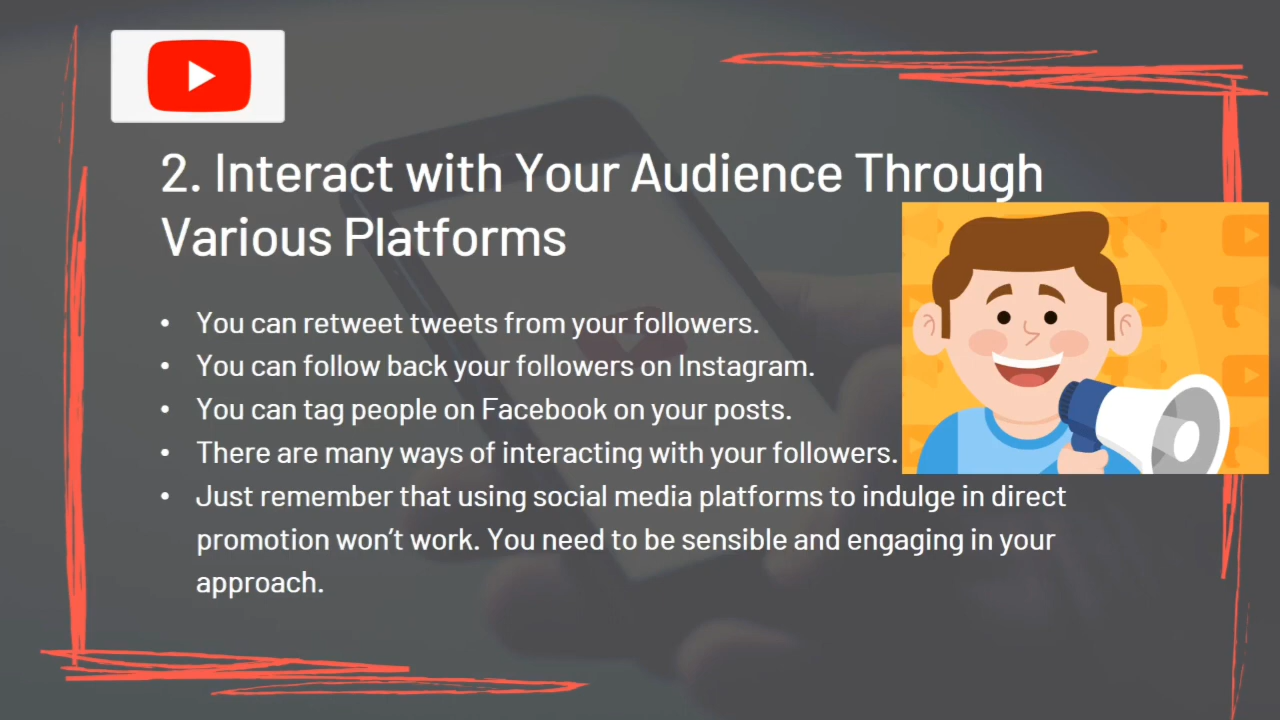 2. Interact with Your Audience Through
Various Platforms
• You can retweet tweets from your followers.
• You can follow back your followers on Instagram.
• You can tag people on Facebook on your posts.
• There are many ways of interacting with your followers.
• Just remember that using social media platforms to indulge in direct
promotion won’t work. You need to be sensible and engaging in your
approach.